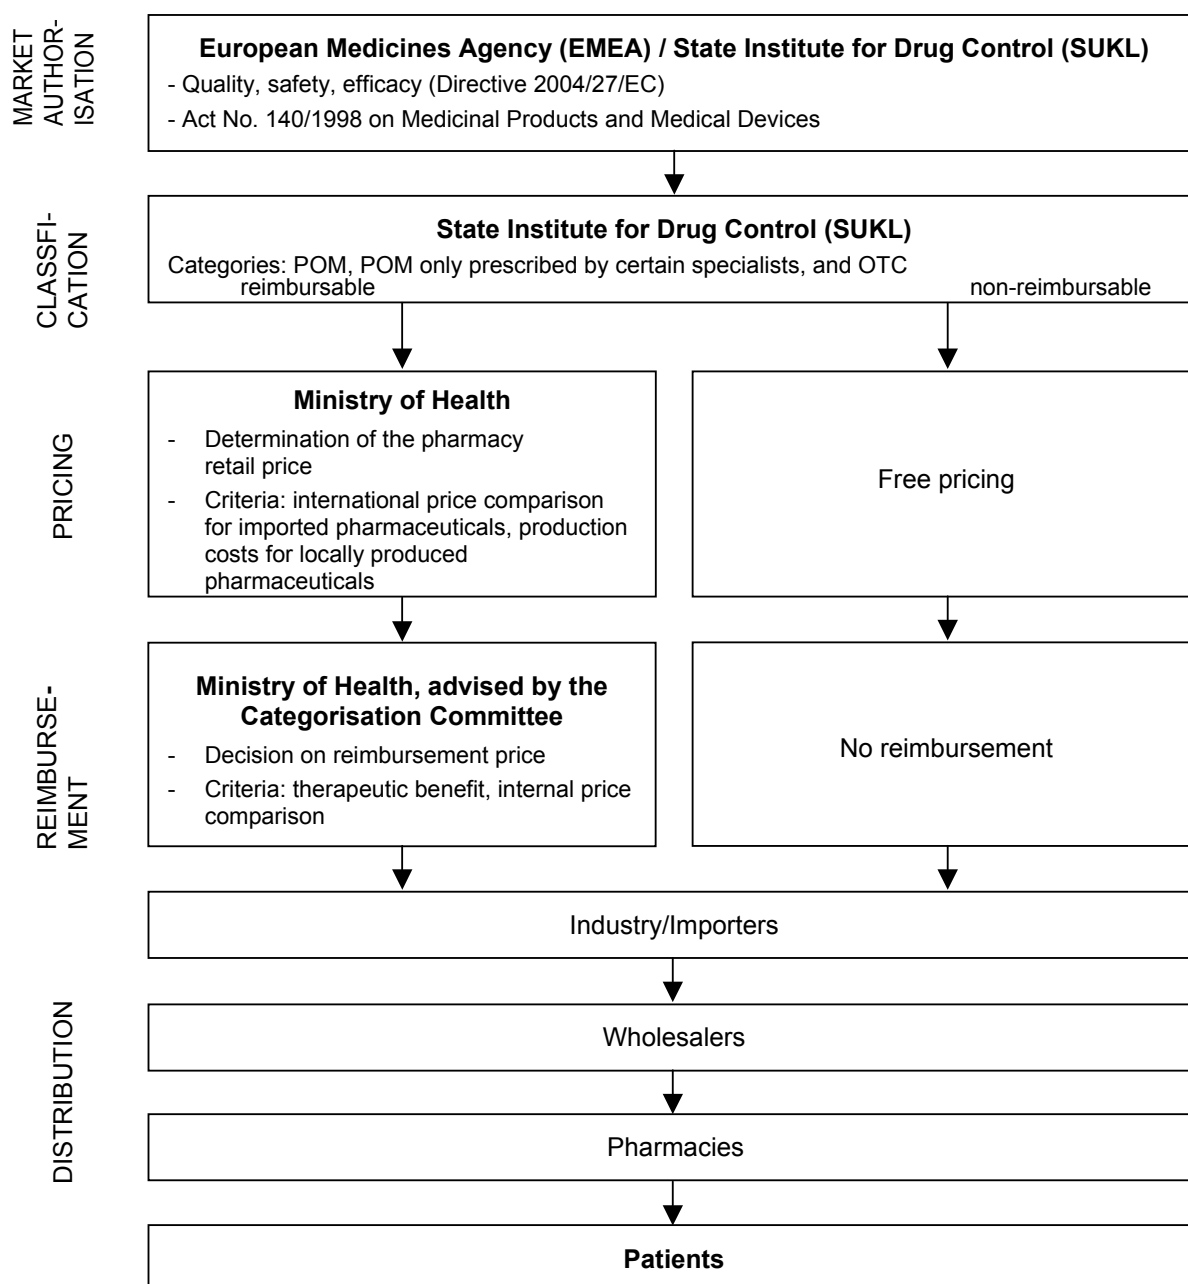 MARKET
AUTHOR-
ISATION
European Medicines Agency (EMEA) / State Institute for Drug Control (SUKL)
- Quality, safety, efficacy (Directive 2004/27/EC)
- Act No. 140/1998 on Medicinal Products and Medical Devices
CLASSFI-
CATION
State Institute for Drug Control (SUKL)
Categories: POM, POM only prescribed by certain specialists, and OTC
reimbursable
non-reimbursable
PRICING
Ministry of Health
- Determination of the pharmacy
retail price
- Criteria: international price comparison
for imported pharmaceuticals, production
costs for locally produced
pharmaceuticals
Free pricing
REIMBURSE-
MENT
Ministry of Health, advised by the
Categorisation Committee
- Decision on reimbursement price
- Criteria: therapeutic benefit, internal price
comparison
No reimbursement
DISTRIBUTION
Industry/Importers
Wholesalers
Pharmacies
Patients